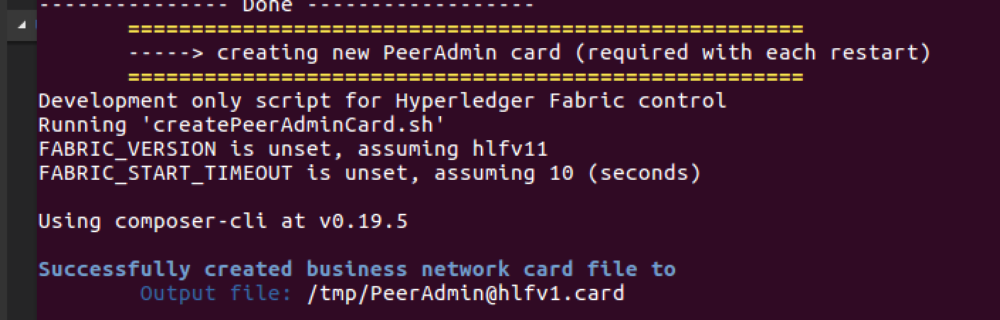 --------------- Done ------------------
=====================================================
-----> creating new PeerAdmin card (required with each restart)
=====================================================
Development only script for Hyperledger Fabric control
Running 'createPeerAdminCard.sh'
FABRIC_VERSION is unset, assuming hlfv11
FABRIC_START_TIMEOUT is unset, assuming 10 (seconds)
Using composer-cli at v0.19.5
Successfully created business network card file to
Output file: /tmp/PeerAdmin@hlfv1.card